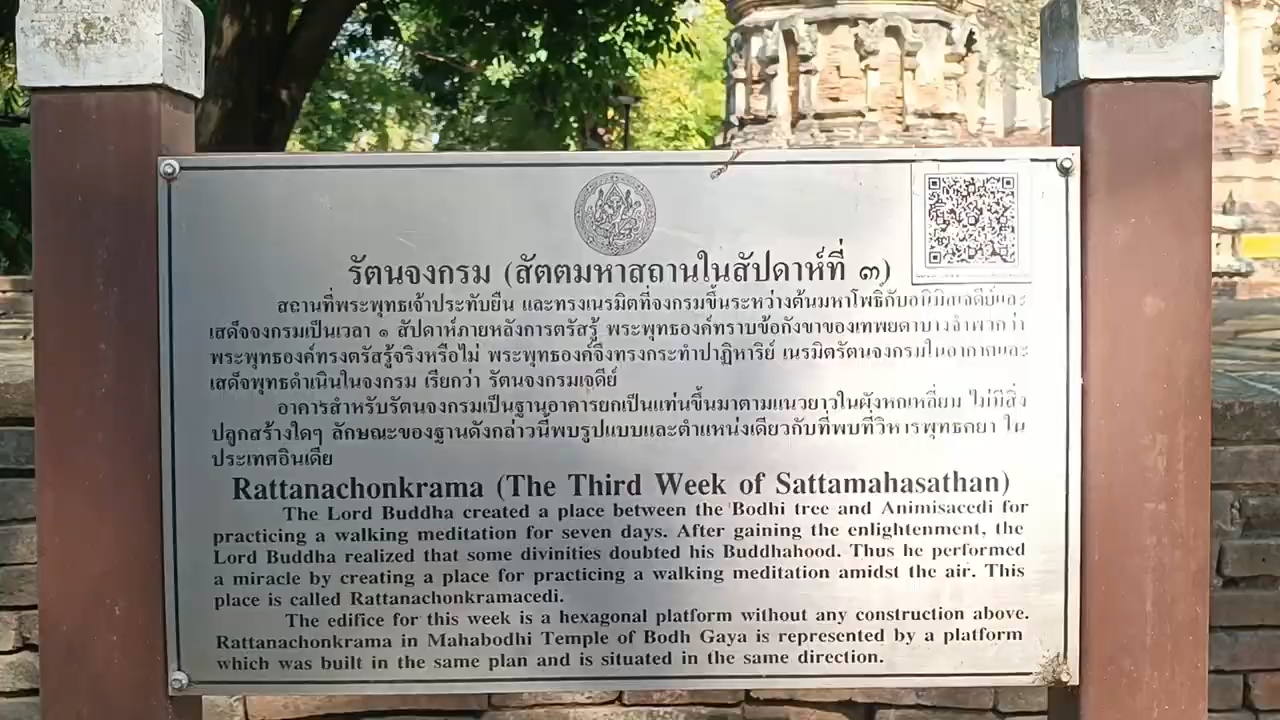 รัตนจงกรม (สัตตมหาสถานในสัปดาห์ที่ ๓)
สถานที่พระพุทธเจ้าประทับยืน และทรงเนรมิตที่จงกรมขึ้นระหว่างต้นมหาโพธิ์กับอนิมิสเจดีย์และ
เสด็จจงกรมเป็นเวลา ๑ สัปดาห์ภายหลังการตรัสรู้ พระพุทธองค์ทราบข้อกังขาของเทพยดาบางจำพวกว่า
พระพุทธองค์ทรงตรัสรู้จริงหรือไม่ พระพุทธองค์จึงทรงกระทำปาฏิหาริย์ เนรมิตรัตนจงกรมในอากาศและ
เสด็จพุทธดำเนินในจงกรม เรียกว่า รัตนจงกรมเจดีย์
อาคารสำหรับรัตนจงกรมเป็นฐานอาคารยกเป็นแท่นขึ้นมาตามแนวยาวในผังหกเหลี่ยม ไม่มีสิ่ง
ปลูกสร้างใดๆ ลักษณะของฐานดังกล่าวนี้พบรูปแบบและตำแหน่งเดียวกับที่พบที่วิหารพุทธคยา ใน
ประเทศอินเดีย
Rattanachonkrama (The Third Week of Sattamahasathan)
The Lord Buddha created a place between the Bodhi tree and Animisacedi for
practicing a walking meditation for seven days. After gaining the enlightenment, the
Lord Buddha realized that some divinities doubted his Buddhahood. Thus he performed
a miracle by creating a place for practicing a walking meditation amidst the air. This
place is called Rattanachonkramacedi.
The edifice for this week is a hexagonal platform without any construction above.
Rattanachonkrama in Mahabodhi Temple of Bodh Gaya is represented by a platform
which was built in the same plan and is situated in the same direction.